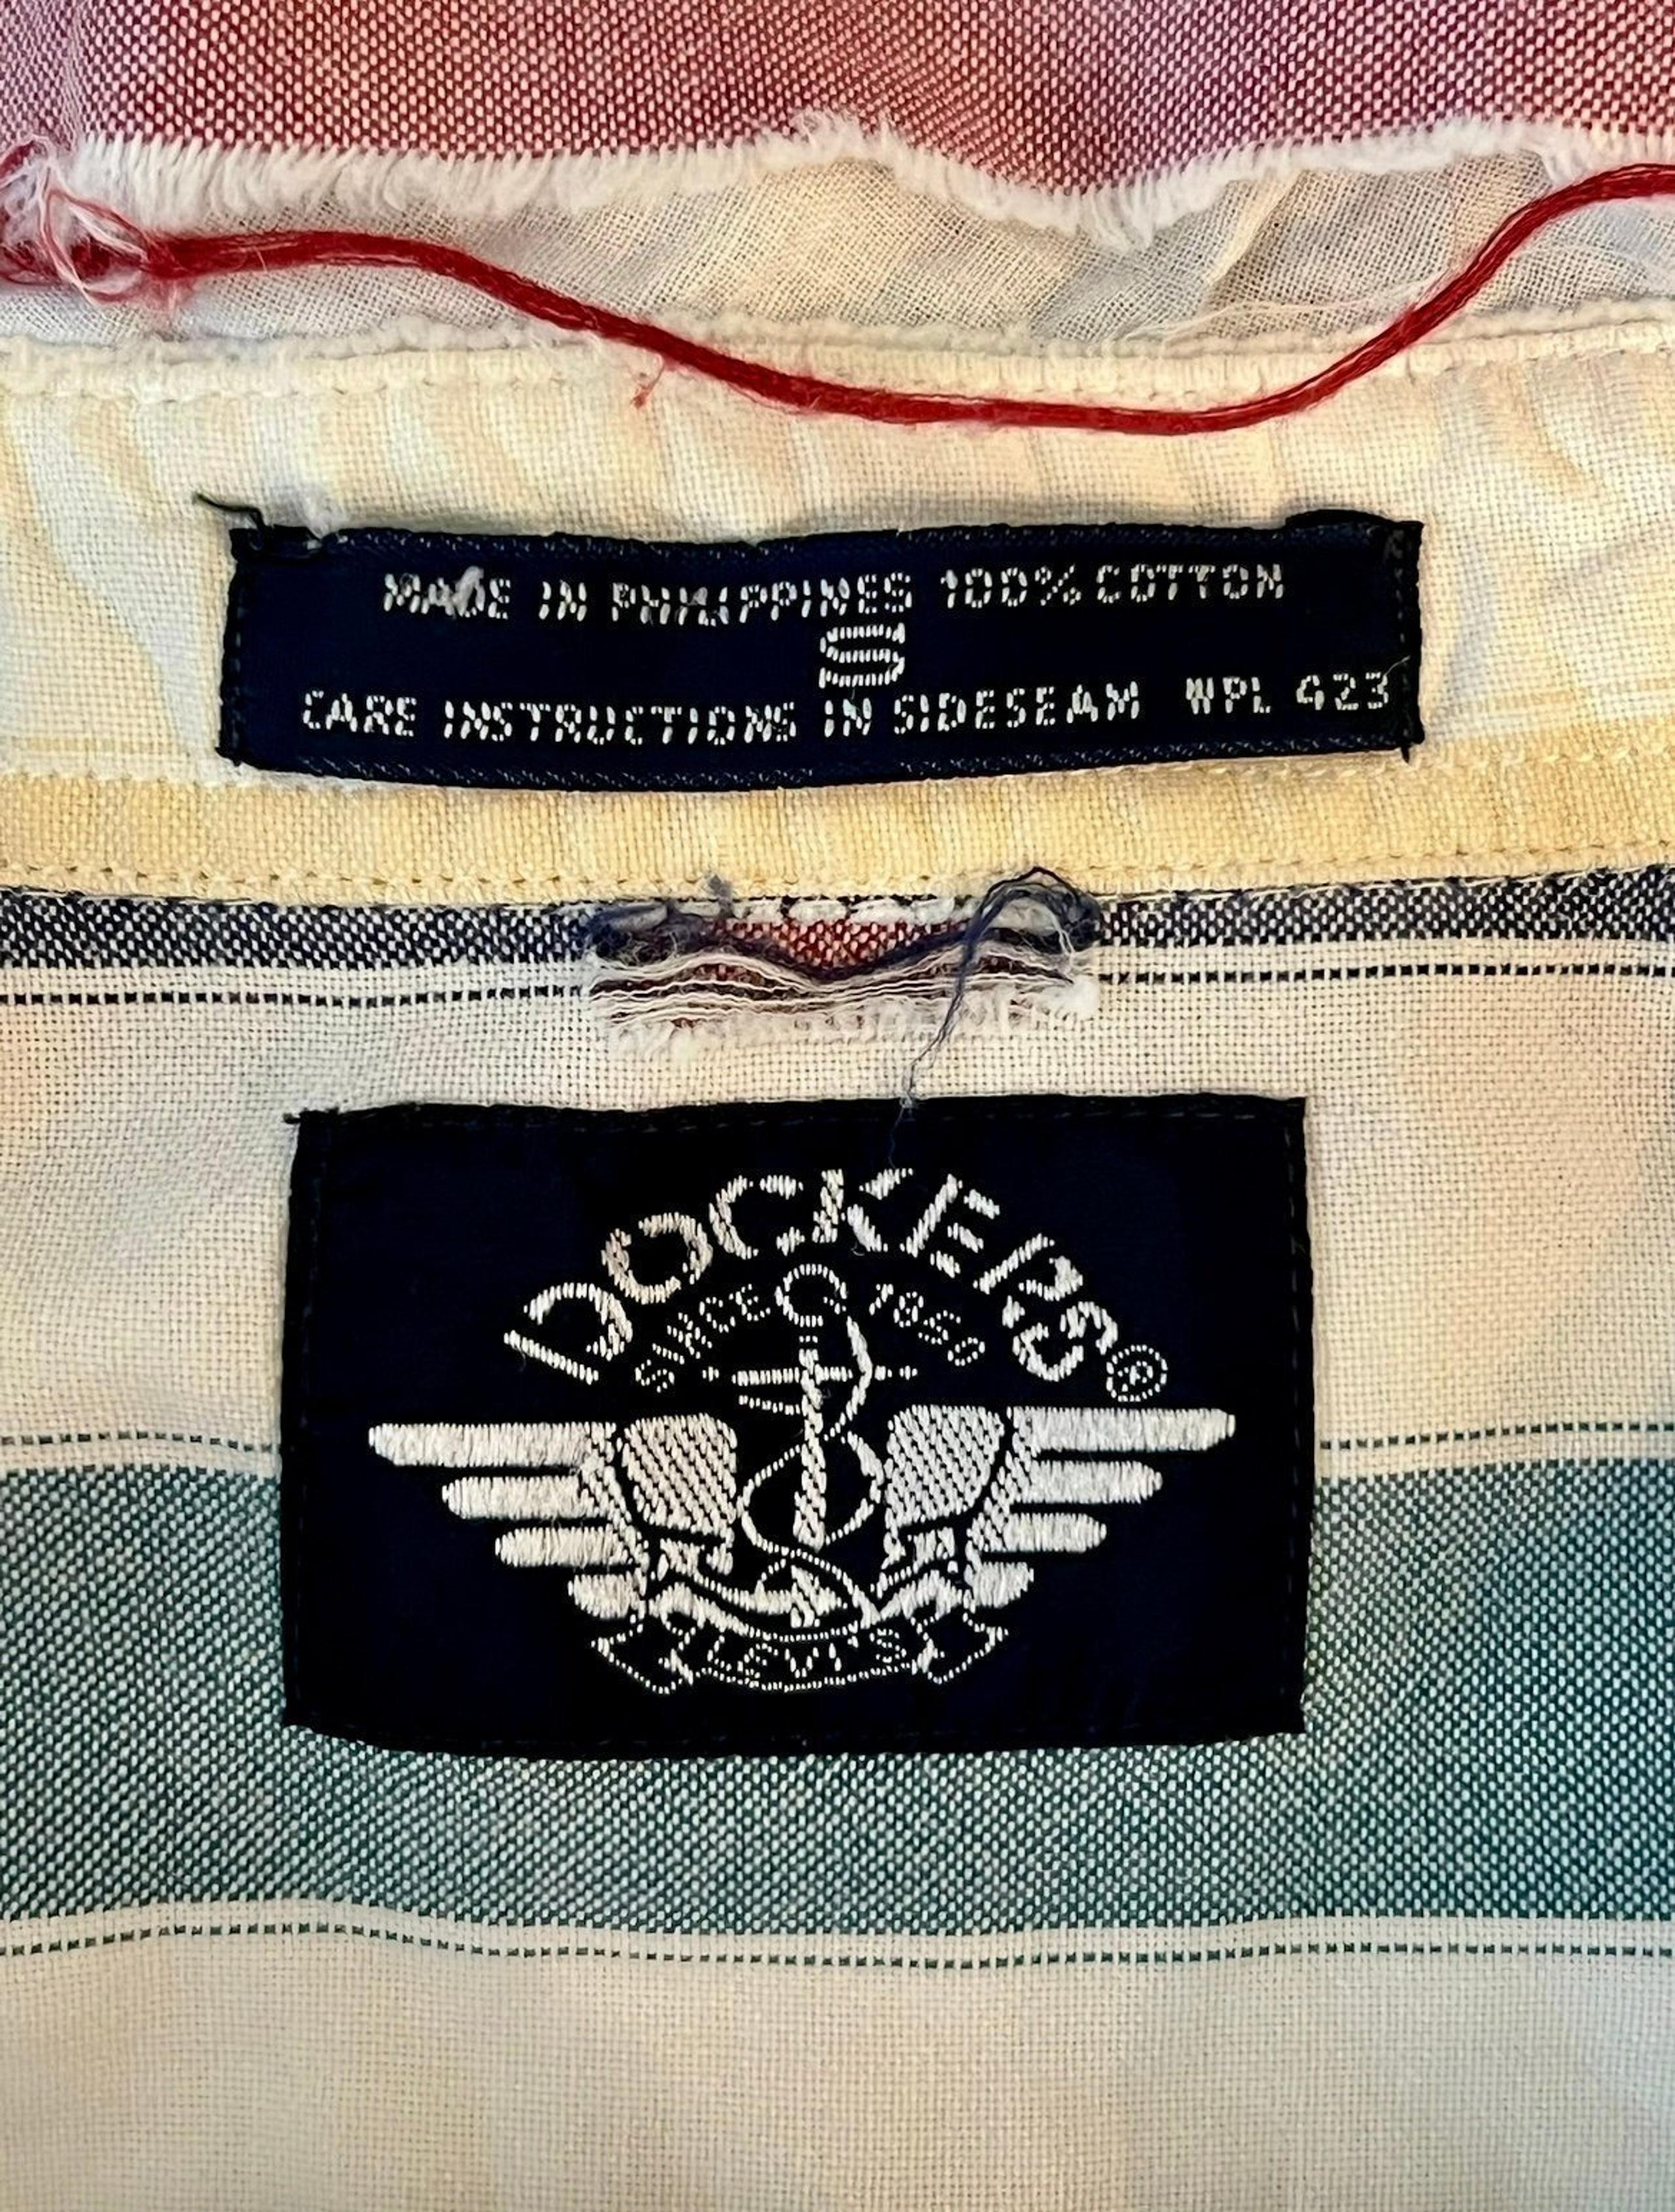 MADE IN PHILIPPINES 100% COTTON
S
CARE INSTRUCTIONS IN SIDESEAM WPL 423
DOCKERS®
SINCE 1850
LEVI'S